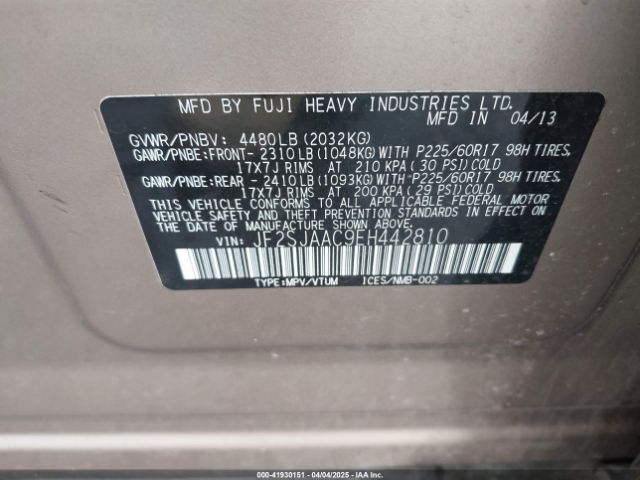 MFD BY FUJI HEAVY INDUSTRIES LTD.
MFD IN 04/13
GVWR/PNBV: 4480LB (2032KG)
GAWR/PNBE:FRONT- 2310LB(1048KG) WITH P225/60R17 98H TIRES,
17X7J RIMS AT 210 KPA (30 PSI)COLD
GAWR/PNBE:REAR - 2410LB(1093KG) WITH P225/60R17 98H TIRES,
17X7J RIMS AT 200 KPA (29 PSI)COLD
THIS VEHICLE CONFORMS TO ALL APPLICABLE FEDERAL MOTOR
VEHICLE SAFETY AND THEFT PREVENTION STANDARDS IN EFFECT
ON THE DATE OF MANUFACTURE SHOWN ABOVE.
VIN: JF2SJAAC9EH442810
TYPE:MPV/VTUM ICES/NMB-002
000-41930151 - 04/04/2025 - IAA Inc.